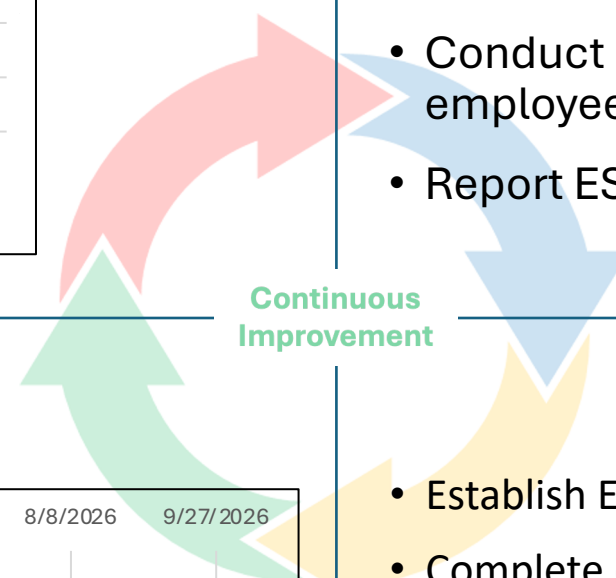 • Conduct
employee
• Report ES
Continuous
Improvement
• Establish E
8/8/2026 9/27/2026
• Complete